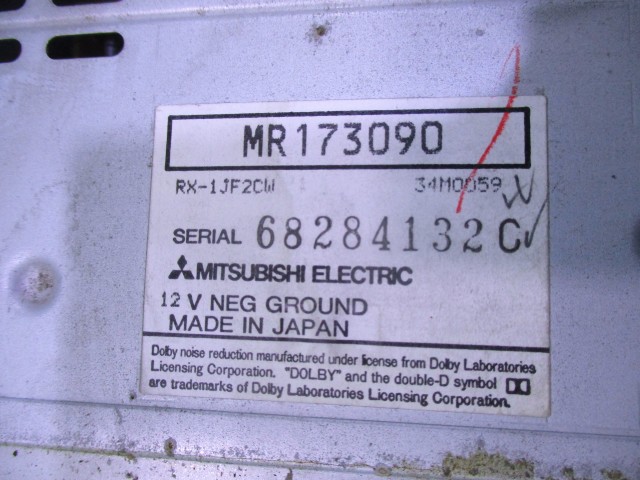 MR173090
RX-1JF2CW 34M0059
SERIAL 68284132C
MITSUBISHI ELECTRIC
12 V NEG GROUND
MADE IN JAPAN
Dolby noise reduction manufactured under license from Dolby Laboratories
Licensing Corporation. "DOLBY" and the double-D symbol
are trademarks of Dolby Laboratories Licensing Corporation.